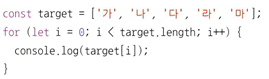 const target = ['가', '나', '다', '라', '마'];
for (let i = 0; i < target.length; i++) {
  console.log(target[i]);
}